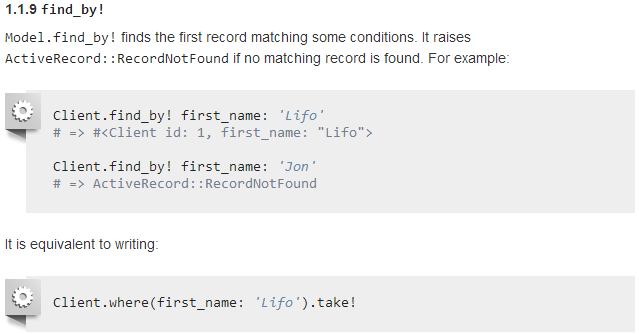 1.1.9 find_by!
Model.find_by! finds the first record matching some conditions. It raises
ActiveRecord::RecordNotFound if no matching record is found. For example:
Client.find_by! first_name: 'Lifo'
# => #<Client id: 1, first_name: "Lifo">
Client.find_by! first_name: 'Jon'
# => ActiveRecord::RecordNotFound
It is equivalent to writing:
Client.where(first_name: 'Lifo').take!